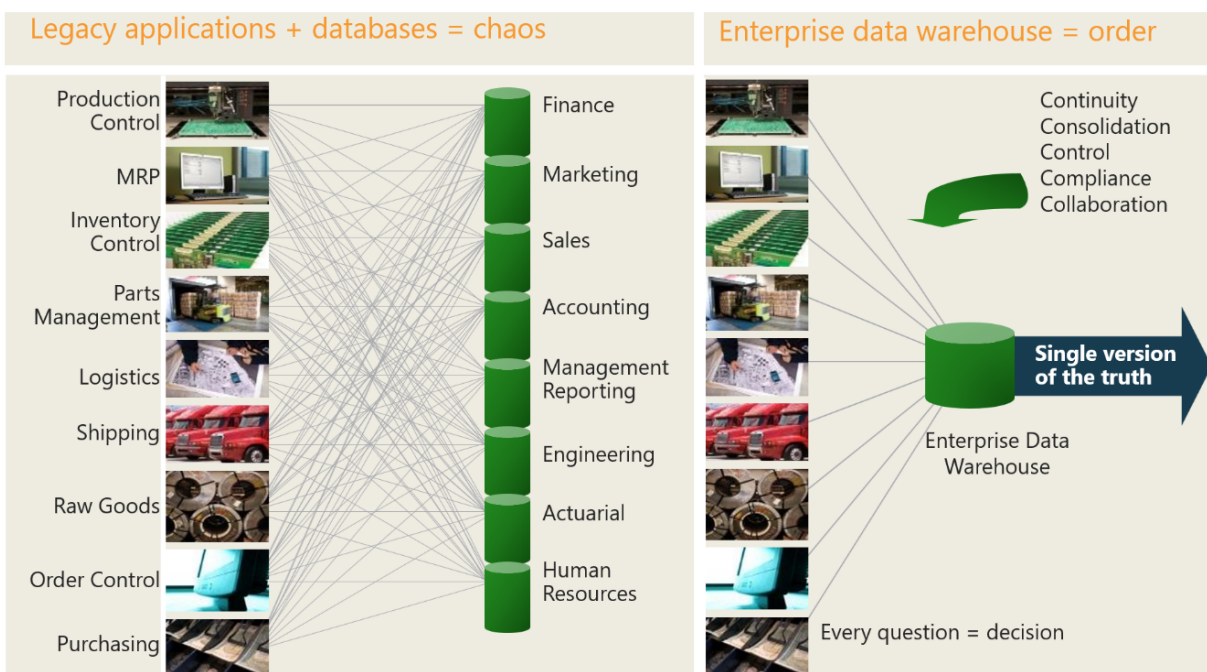 Legacy applications + databases = chaos
Production
Control
MRP
Inventory
Control
Parts
Management
Logistics
Shipping
Raw Goods
Order Control
Purchasing
Finance
Marketing
Sales
Accounting
Management
Reporting
Engineering
Actuarial
Human
Resources
Enterprise data warehouse = order
Continuity
Consolidation
Control
Compliance
Collaboration
Single version
of the truth
Enterprise Data
Warehouse
Every question = decision